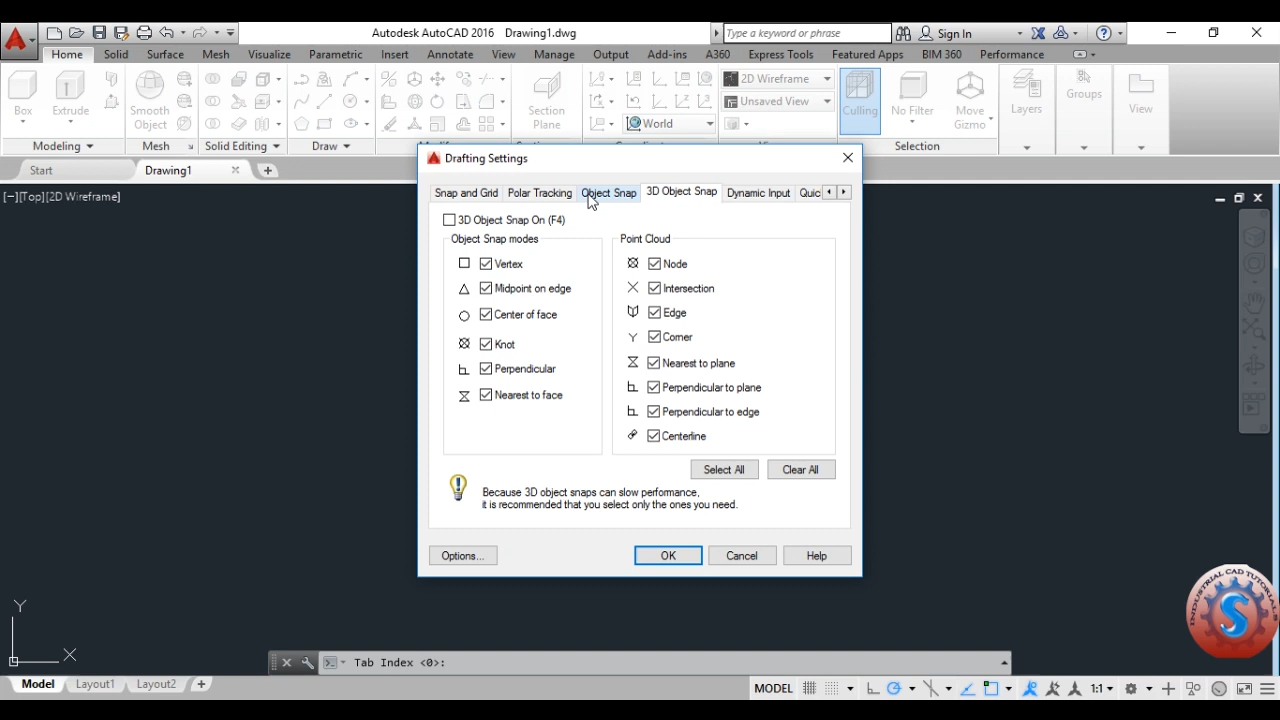 Autodesk AutoCAD 2016 Drawing1.dwg
Type a keyword or phrase
Sign In
Home Solid Surface Mesh Visualize Parametric Insert Annotate View Manage Output Add-ins A360 Express Tools Featured Apps BIM 360 Performance
Box
Extrude
Smooth
Object
Section
Plane
World
2D Wireframe
Unsaved View
Culling
No Filter
Move
Gizmo
Layers
Groups
View
Modeling
Mesh
Solid Editing
Draw
Selection
Start
Drawing1
[−][Top][2D Wireframe]
Drafting Settings
Snap and Grid Polar Tracking Object Snap 3D Object Snap Dynamic Input Quic
3D Object Snap On (F4)
Object Snap modes
Vertex
Midpoint on edge
Center of face
Knot
Perpendicular
Nearest to face
Point Cloud
Node
Intersection
Edge
Corner
Nearest to plane
Perpendicular to plane
Perpendicular to edge
Centerline
Select All
Clear All
Because 3D object snaps can slow performance,
it is recommended that you select only the ones you need.
Options...
OK
Cancel
Help
Y
X
INDUSTRIAL CAD TUTORIALS
S
Tab Index <0>:
Model Layout1 Layout2
MODEL
1:1